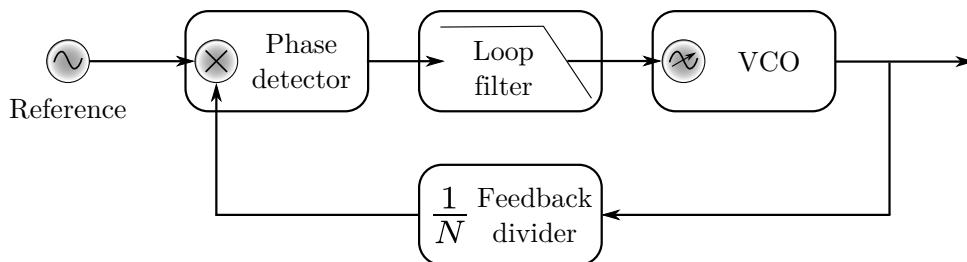 Reference
Phase
detector
Loop
filter
VCO
1
N
Feedback
divider